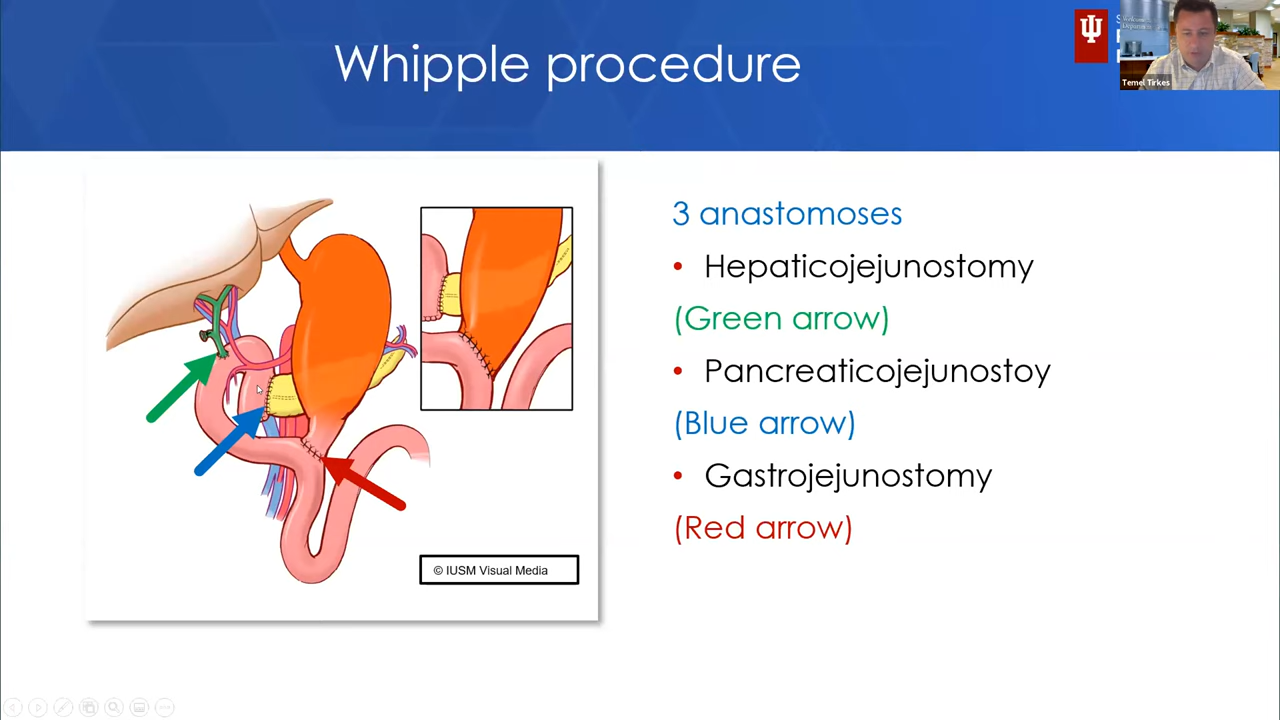 Whipple procedure
Temel Tirkes
3 anastomoses
• Hepaticojejunostomy
(Green arrow)
• Pancreaticojejunostoy
(Blue arrow)
• Gastrojejunostomy
(Red arrow)
© IUSM Visual Media